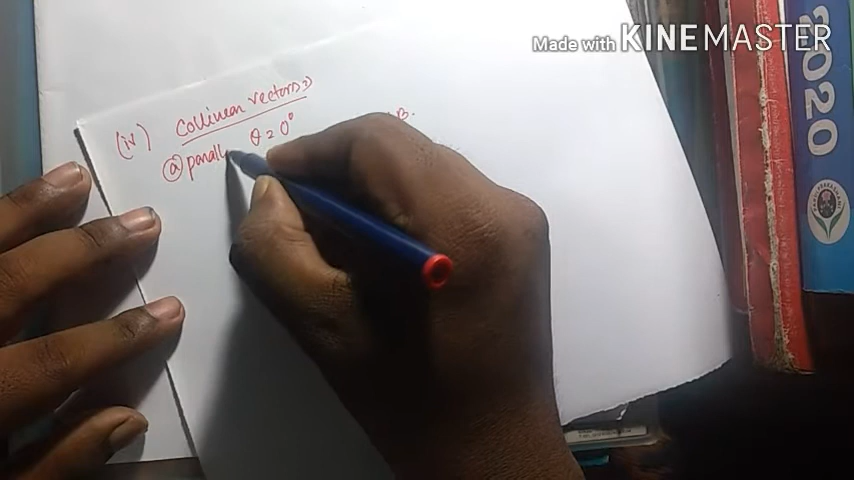 Made with KINEMASTER
(iv) Collinear vectors:
θ = 0°
B.
(a) parall
2020